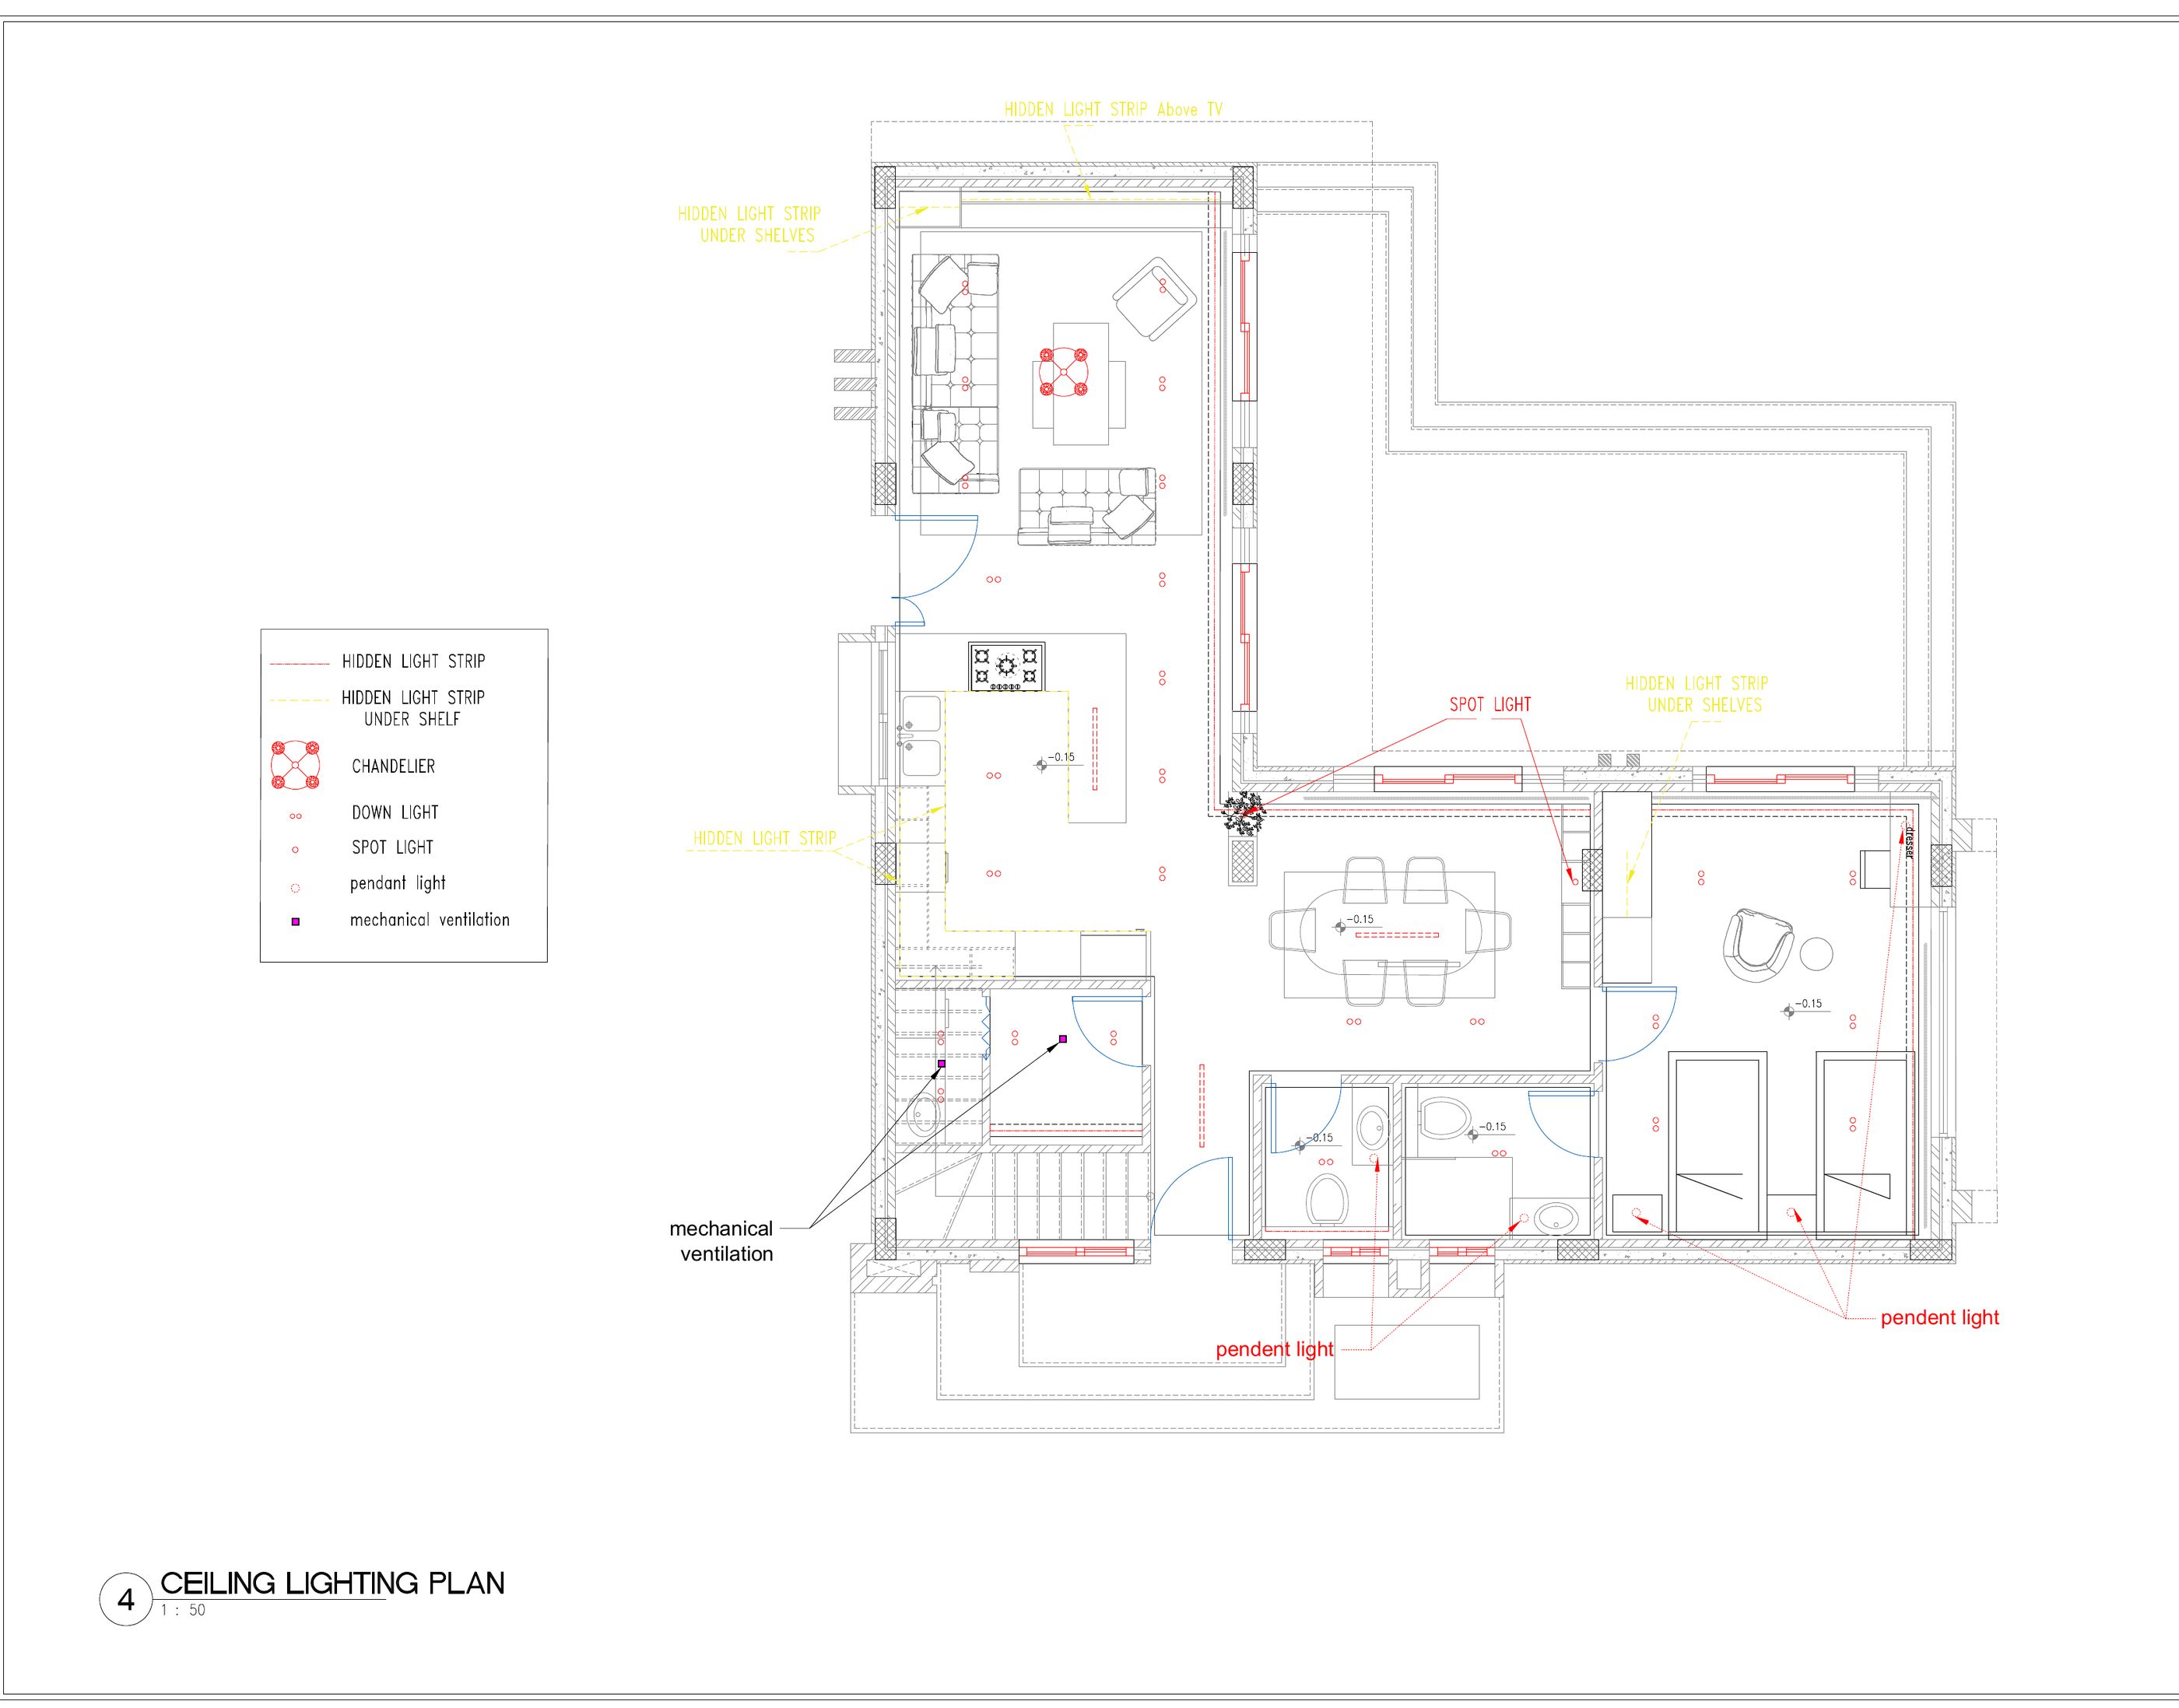 HIDDEN LIGHT STRIP Above TV
HIDDEN LIGHT STRIP
UNDER SHELVES
HIDDEN LIGHT STRIP
HIDDEN LIGHT STRIP
UNDER SHELF
CHANDELIER
DOWN LIGHT
SPOT LIGHT
pendant light
mechanical ventilation
SPOT LIGHT
HIDDEN LIGHT STRIP
UNDER SHELVES
-0.15
HIDDEN LIGHT STRIP
dresser
-0.15
-0.15
-0.15
-0.15
mechanical
ventilation
pendent light
pendent light
4
CEILING LIGHTING PLAN
1 : 50